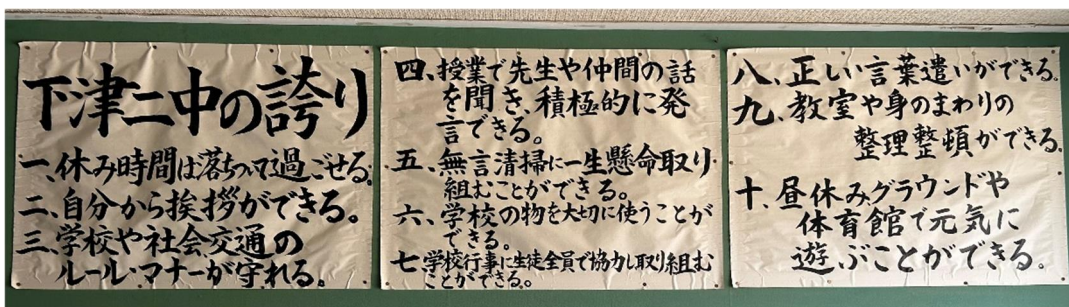 下津二中の誇り
一、休み時間は落ちついて過ごせる。
二、自分から挨拶ができる。
三、学校や社会、交通の
ルール・マナーが守れる。
四、授業で先生や仲間の話
を聞き、積極的に発
言できる。
五、無言清掃に一生懸命取り
組むことができる。
六、学校の物を大切に使うことが
できる。
七、学校行事に生徒全員で協力し取り組む
ことができる。
八、正しい言葉遣いができる。
九、教室や身のまわりの
整理整頓ができる。
十、昼休みグラウンドや
体育館で元気に
遊ぶことができる。